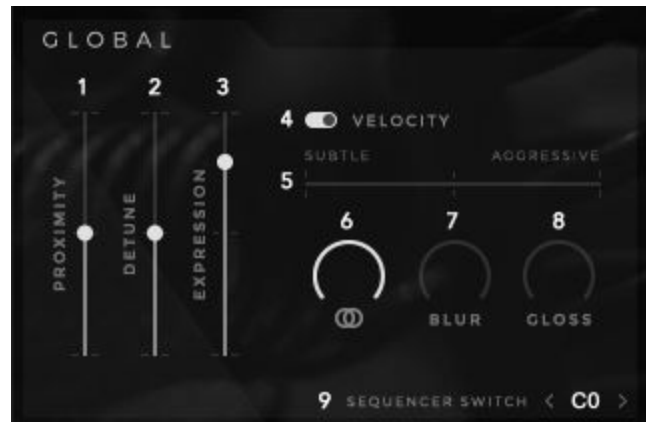 GLOBAL
1 2 3
PROXIMITY
DETUNE
EXPRESSION
4 VELOCITY
SUBTLE AGGRESSIVE
5
6 7 8
BLUR GLOSS
9 SEQUENCER SWITCH < C0 >